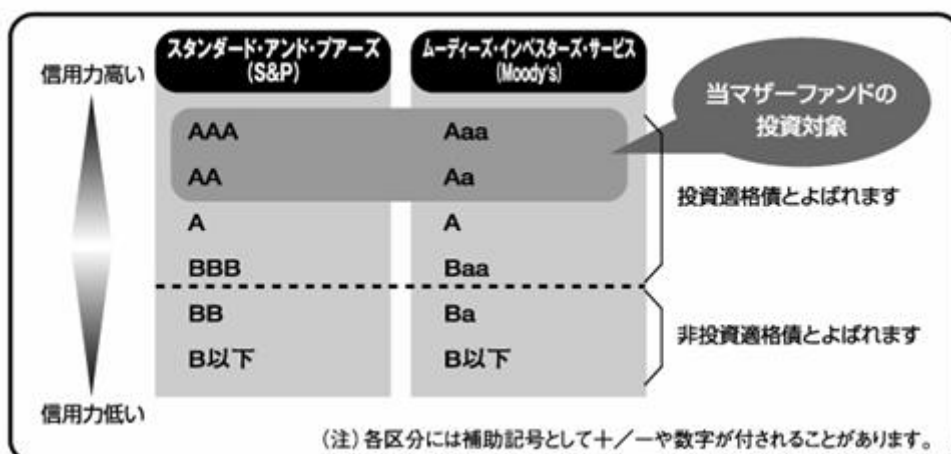 スタンダード・アンド・プアーズ
(S&P)
ムーディーズ・インベスターズ・サービス
(Moody's)
信用力高い
当マザーファンドの
投資対象
AAA
Aaa
AA
Aa
投資適格債とよばれます
A
A
BBB
Baa
BB
Ba
非投資適格債とよばれます
B以下
B以下
信用力低い
(注)各区分には補助記号として+/-や数字が付されることがあります。